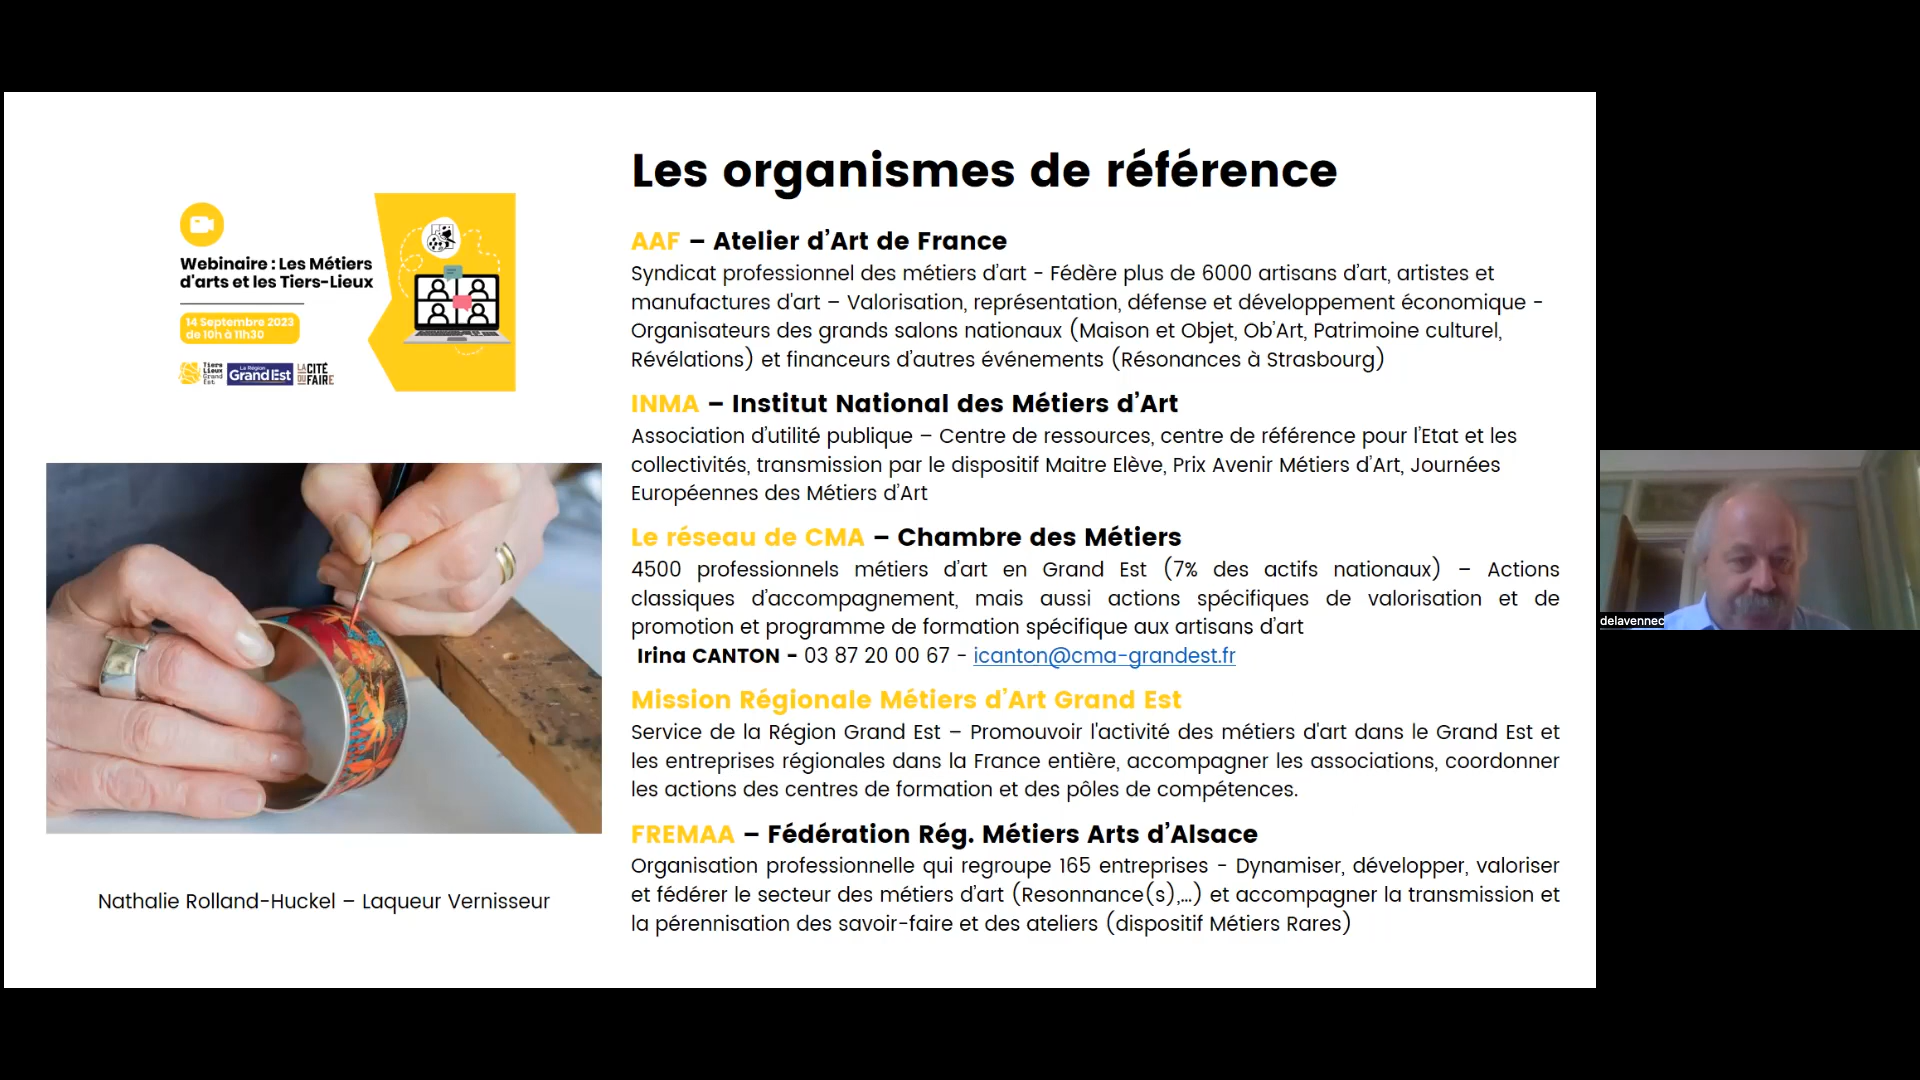 Les organismes de référence
Webinaire : Les Métiers
d'arts et les Tiers-Lieux
14 Septembre 2023
de 10h à 11h30
Tiers
Lieux
Grand
Est
La Région
Grand Est
LA CITÉ
DU FAIRE
AAF – Atelier d’Art de France
Syndicat professionnel des métiers d’art - Fédère plus de 6000 artisans d’art, artistes et
manufactures d'art – Valorisation, représentation, défense et développement économique -
Organisateurs des grands salons nationaux (Maison et Objet, Ob’Art, Patrimoine culturel,
Révélations) et financeurs d’autres événements (Résonances à Strasbourg)
INMA – Institut National des Métiers d’Art
Association d’utilité publique – Centre de ressources, centre de référence pour l’Etat et les
collectivités, transmission par le dispositif Maitre Elève, Prix Avenir Métiers d’Art, Journées
Européennes des Métiers d’Art
Le réseau de CMA – Chambre des Métiers
4500 professionnels métiers d’art en Grand Est (7% des actifs nationaux) – Actions
classiques d’accompagnement, mais aussi actions spécifiques de valorisation et de
promotion et programme de formation spécifique aux artisans d’art
Irina CANTON - 03 87 20 00 67 - icanton@cma-grandest.fr
Mission Régionale Métiers d’Art Grand Est
Service de la Région Grand Est – Promouvoir l'activité des métiers d'art dans le Grand Est et
les entreprises régionales dans la France entière, accompagner les associations, coordonner
les actions des centres de formation et des pôles de compétences.
FREMAA – Fédération Rég. Métiers Arts d’Alsace
Organisation professionnelle qui regroupe 165 entreprises - Dynamiser, développer, valoriser
et fédérer le secteur des métiers d’art (Resonnance(s),…) et accompagner la transmission et
la pérennisation des savoir-faire et des ateliers (dispositif Métiers Rares)
Nathalie Rolland-Huckel – Laqueur Vernisseur
delavennec